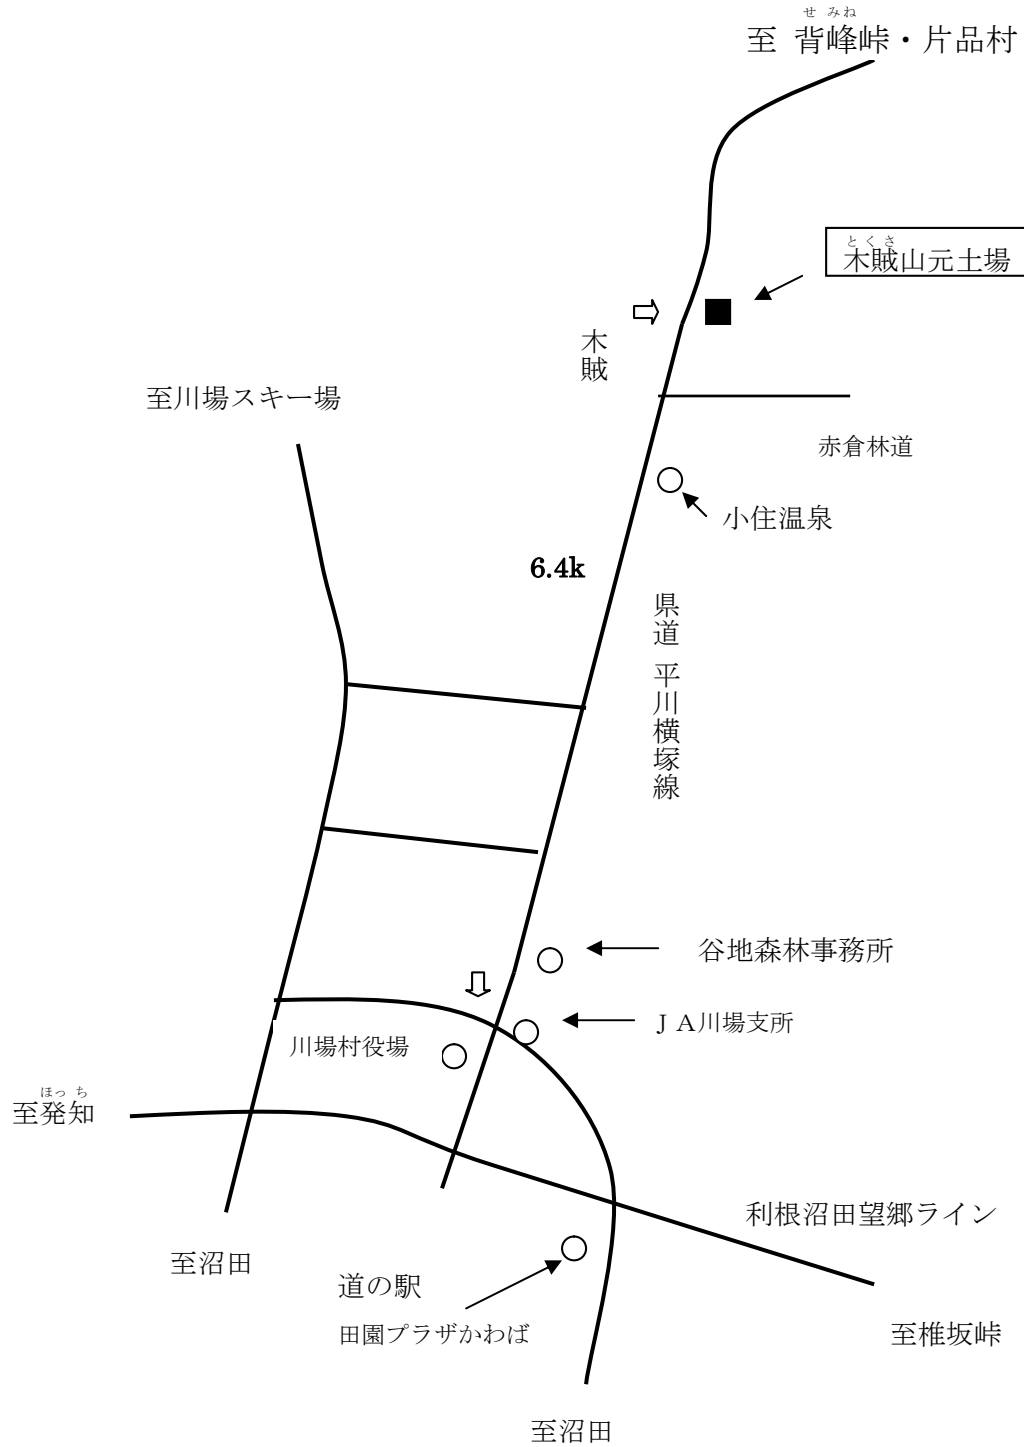 せ みね
至 背峰峠・片品村
とくさ
木賊山元土場
木賊
至川場スキー場
赤倉林道
小住温泉
6.4k
県道 平川横塚線
谷地森林事務所
ＪＡ川場支所
川場村役場
ほっ ち
至発知
利根沼田望郷ライン
至沼田
道の駅
田園プラザかわば
至椎坂峠
至沼田